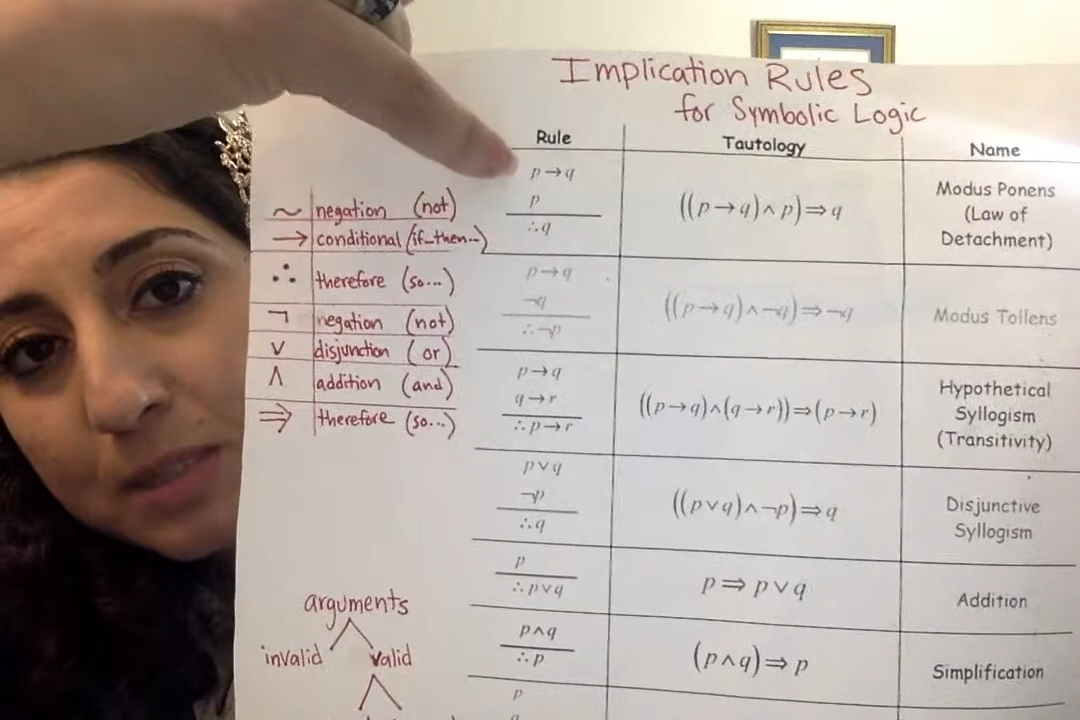 Implication Rules
for Symbolic Logic
Rule Tautology Name
p → q
p
∴ q
((p → q) ∧ p) ⇒ q
Modus Ponens
(Law of
Detachment)
p → q
¬q
∴ ¬p
((p → q) ∧ ¬q) ⇒ ¬q
Modus Tollens
p → q
q → r
∴ p → r
((p → q) ∧ (q → r)) ⇒ (p → r)
Hypothetical
Syllogism
(Transitivity)
p ∨ q
¬p
∴ q
((p ∨ q) ∧ ¬p) ⇒ q
Disjunctive
Syllogism
p
∴ p ∨ q
p ⇒ p ∨ q
Addition
p ∧ q
∴ p
(p ∧ q) ⇒ p
Simplification
p
~ negation (not)
→ conditional (if_then...)
∴ therefore (so...)
¬ negation (not)
∨ disjunction (or)
∧ addition (and)
⇒ therefore (so...)
arguments
invalid valid